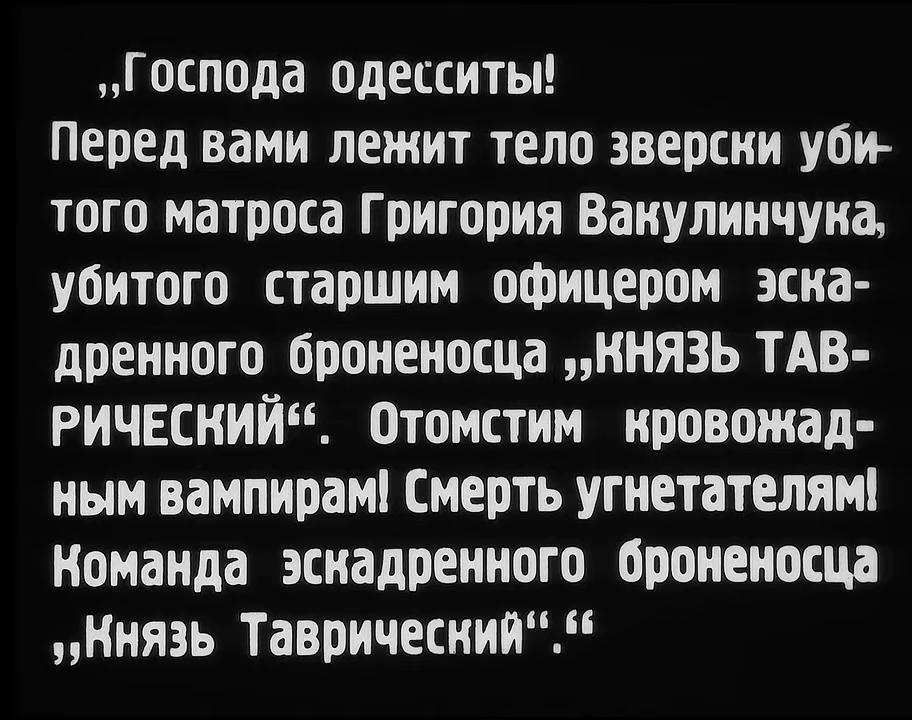 „Господа одесситы!
Перед вами лежит тело зверски уби-
того матроса Григория Вакулинчука,
убитого старшим офицером эска-
дренного броненосца „КНЯЗЬ ТАВ-
РИЧЕСКИЙ“. Отомстим кровожад-
ным вампирам! Смерть угнетателям!
Команда эскадренного броненосца
„Князь Таврический“.“